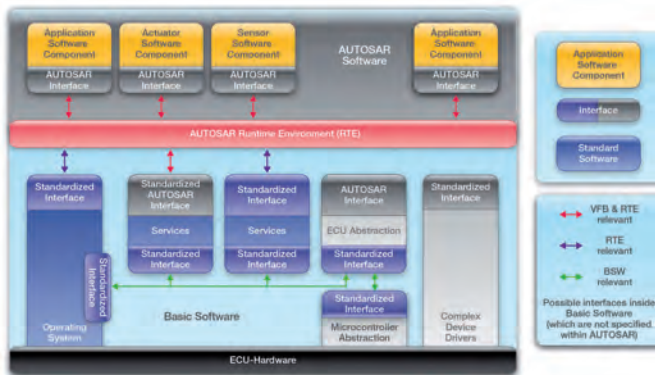 Application
Software
Component
AUTOSAR
Interface
Actuator
Software
Component
AUTOSAR
Interface
Sensor
Software
Component
AUTOSAR
Interface
AUTOSAR
Software
Application
Software
Component
AUTOSAR
Interface
AUTOSAR Runtime Environment (RTE)
Standardized
Interface
Operating
System
Standardized
Interface
Standardized
AUTOSAR
Interface
Services
Standardized
Interface
Standardized
Interface
Services
Standardized
Interface
AUTOSAR
Interface
ECU Abstraction
Standardized
Interface
Standardized
Interface
Microcontroller
Abstraction
Standardized
Interface
Complex
Device
Drivers
Basic Software
ECU-Hardware
Application
Software
Component
Interface
Standard
Software
VFB & RTE
relevant
RTE
relevant
BSW
relevant
Possible interfaces inside
Basic Software
(which are not specified
within AUTOSAR)